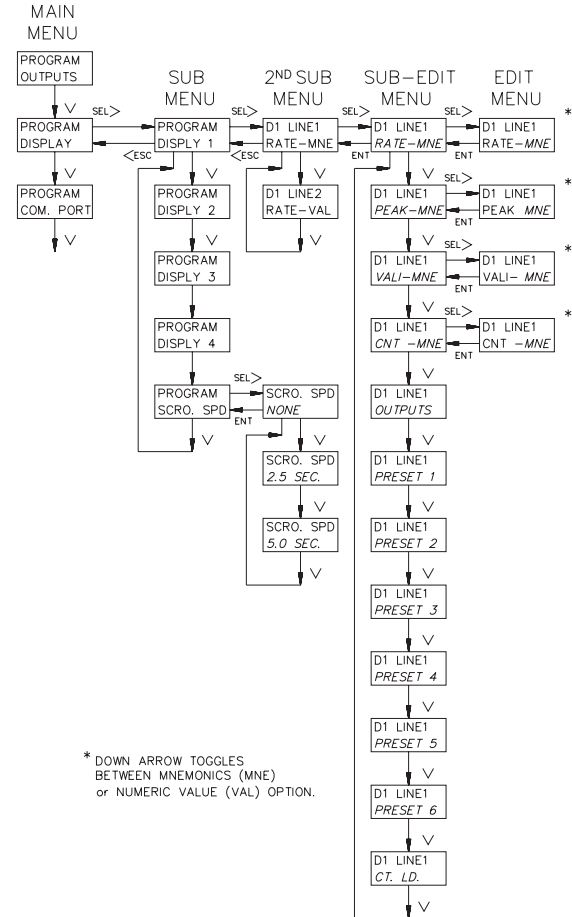 MAIN
MENU
PROGRAM
OUTPUTS
SUB
MENU
2ND SUB
MENU
SUB-EDIT
MENU
EDIT
MENU
SEL>
SEL>
SEL>
SEL>
*
PROGRAM
DISPLAY
PROGRAM
DISPLY 1
D1 LINE1
RATE-MNE
D1 LINE1
RATE-MNE
D1 LINE1
RATE-MNE
<ESC
<ESC
ENT
ENT
PROGRAM
COM. PORT
PROGRAM
DISPLY 2
D1 LINE2
RATE-VAL
D1 LINE1
PEAK-MNE
SEL>
D1 LINE1
PEAK MNE
*
ENT
PROGRAM
DISPLY 3
D1 LINE1
VALI-MNE
SEL>
D1 LINE1
VALI- MNE
*
ENT
PROGRAM
DISPLY 4
D1 LINE1
CNT -MNE
SEL>
D1 LINE1
CNT -MNE
*
ENT
PROGRAM
SCRO. SPD
SEL>
ENT
SCRO. SPD
NONE
D1 LINE1
OUTPUTS
SCRO. SPD
2.5 SEC.
D1 LINE1
PRESET 1
SCRO. SPD
5.0 SEC.
D1 LINE1
PRESET 2
D1 LINE1
PRESET 3
D1 LINE1
PRESET 4
D1 LINE1
PRESET 5
D1 LINE1
PRESET 6
D1 LINE1
CT. LD.
* DOWN ARROW TOGGLES
BETWEEN MNEMONICS (MNE)
or NUMERIC VALUE (VAL) OPTION.